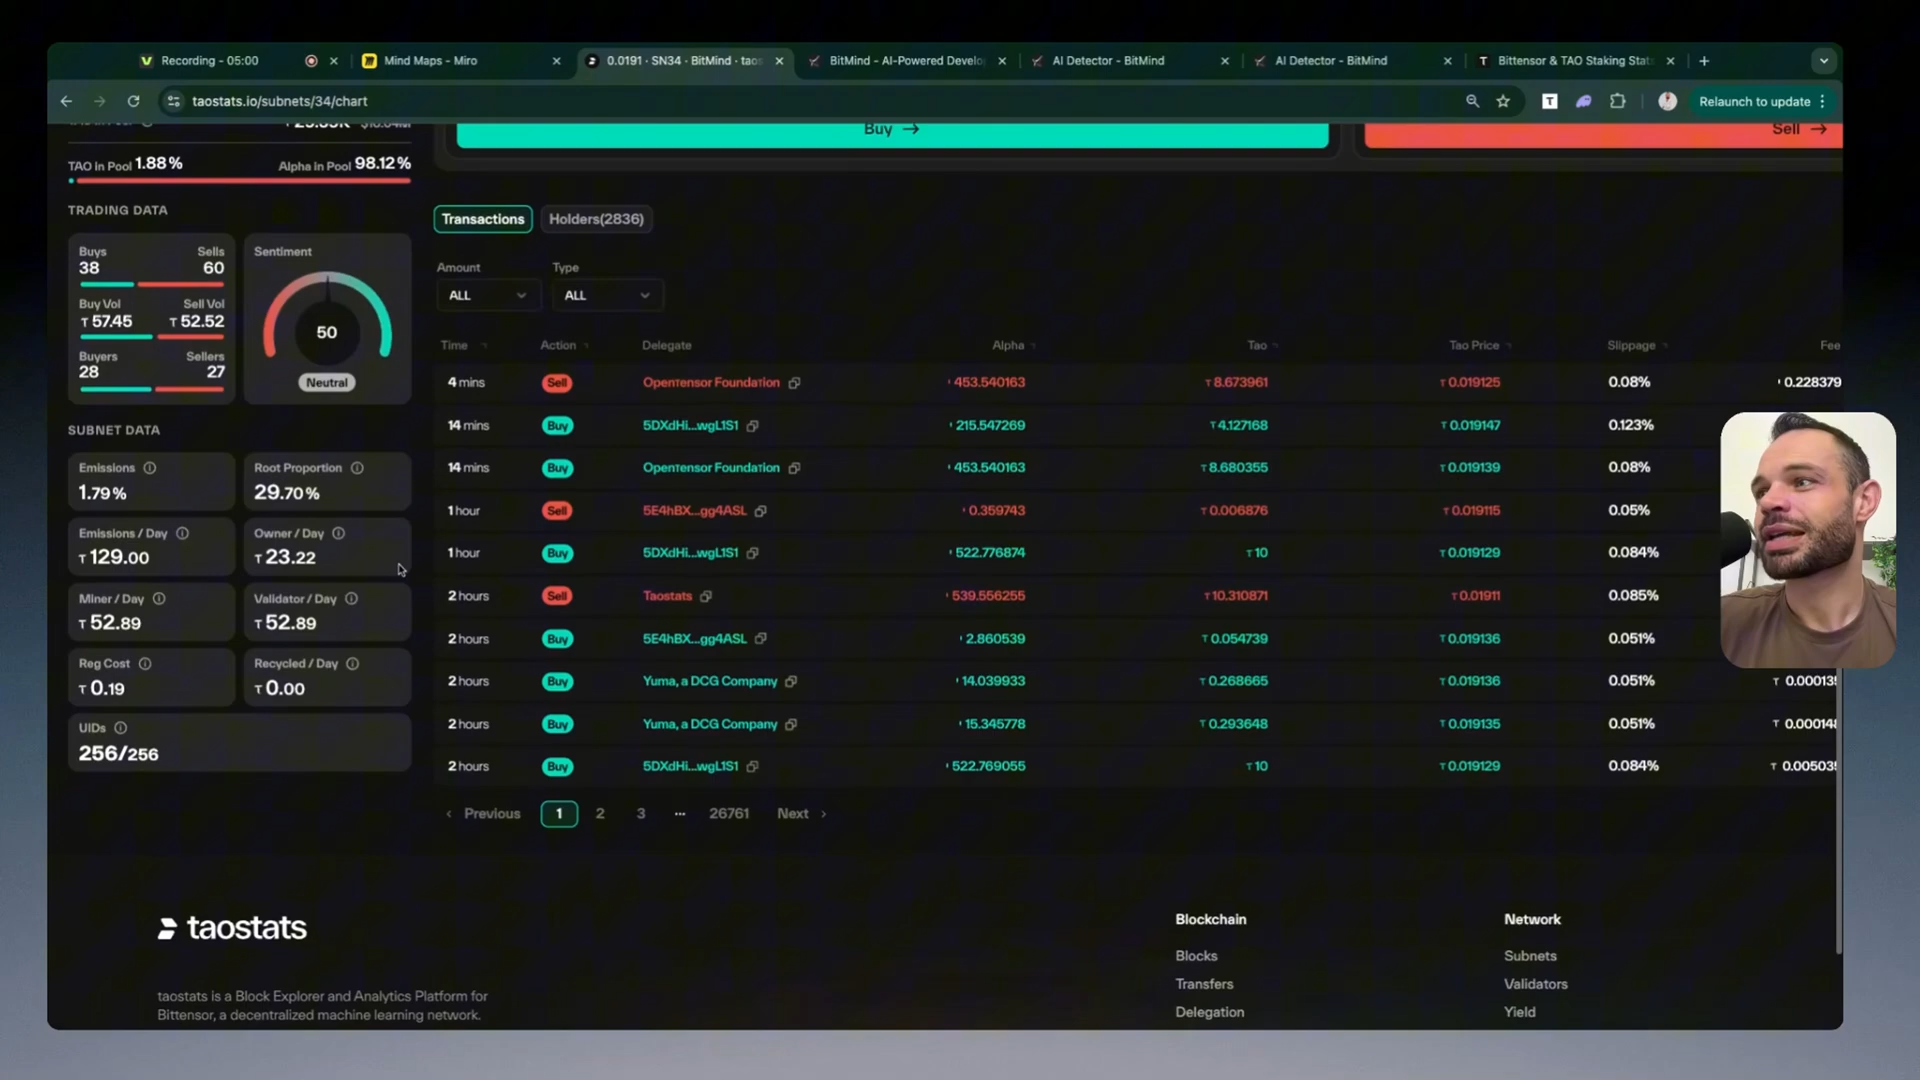 Recording - 05:00
Mind Maps - Miro
0.0191 · SN34 · BitMind · taos
BitMind - AI-Powered Develo
AI Detector - BitMind
AI Detector - BitMind
Bittensor & TAO Staking Stats
taostats.io/subnets/34/chart
Relaunch to update
Buy →
Sell →
TAO in Pool 1.88%
Alpha in Pool 98.12%
TRADING DATA
Buys
38
Sells
60
Buy Vol
T 57.45
Sell Vol
T 52.52
Buyers
28
Sellers
27
Sentiment
50
Neutral
SUBNET DATA
Emissions
1.79%
Root Proportion
29.70%
Emissions / Day
T 129.00
Owner / Day
T 23.22
Miner / Day
T 52.89
Validator / Day
T 52.89
Reg Cost
T 0.19
Recycled / Day
T 0.00
UIDs
256/256
Transactions
Holders(2836)
Amount
ALL
Type
ALL
Time Action Delegate Alpha Tao Tao Price Slippage Fee
4 mins Sell Opentensor Foundation 453.540163 T 8.673961 T 0.019125 0.08% 0.228379
14 mins Buy 5DXdHi...wgL1S1 215.547269 T 4.127168 T 0.019147 0.123%
14 mins Buy Opentensor Foundation 453.540163 T 8.680355 T 0.019139 0.08%
1 hour Sell 5E4hBX...gg4ASL 0.359743 T 0.006876 T 0.019115 0.05%
1 hour Buy 5DXdHi...wgL1S1 522.776874 T 10 T 0.019129 0.084%
2 hours Sell Taostats 539.556255 T 10.310871 T 0.01911 0.085%
2 hours Buy 5E4hBX...gg4ASL 2.860539 T 0.054739 T 0.019136 0.051%
2 hours Buy Yuma, a DCG Company 14.039933 T 0.268665 T 0.019136 0.051% T 0.000135
2 hours Buy Yuma, a DCG Company 15.345778 T 0.293648 T 0.019135 0.051% T 0.000148
2 hours Buy 5DXdHi...wgL1S1 522.769055 T 10 T 0.019129 0.084% T 0.005035
‹ Previous 1 2 3 ... 26761 Next ›
taostats
taostats is a Block Explorer and Analytics Platform for
Bittensor, a decentralized machine learning network.
Blockchain
Blocks
Transfers
Delegation
Network
Subnets
Validators
Yield